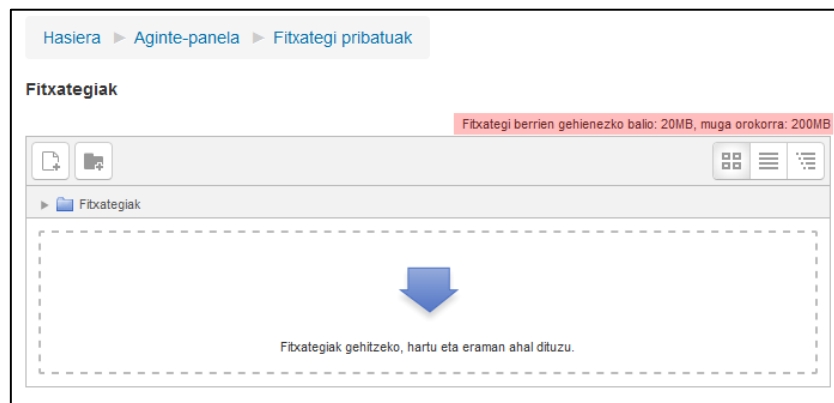 Hasiera ► Aginte-panela ► Fitxategi pribatuak
Fitxategiak
Fitxategi berrien gehienezko balio: 20MB, muga orokorra: 200MB
► Fitxategiak
Fitxategiak gehitzeko, hartu eta eraman ahal dituzu.